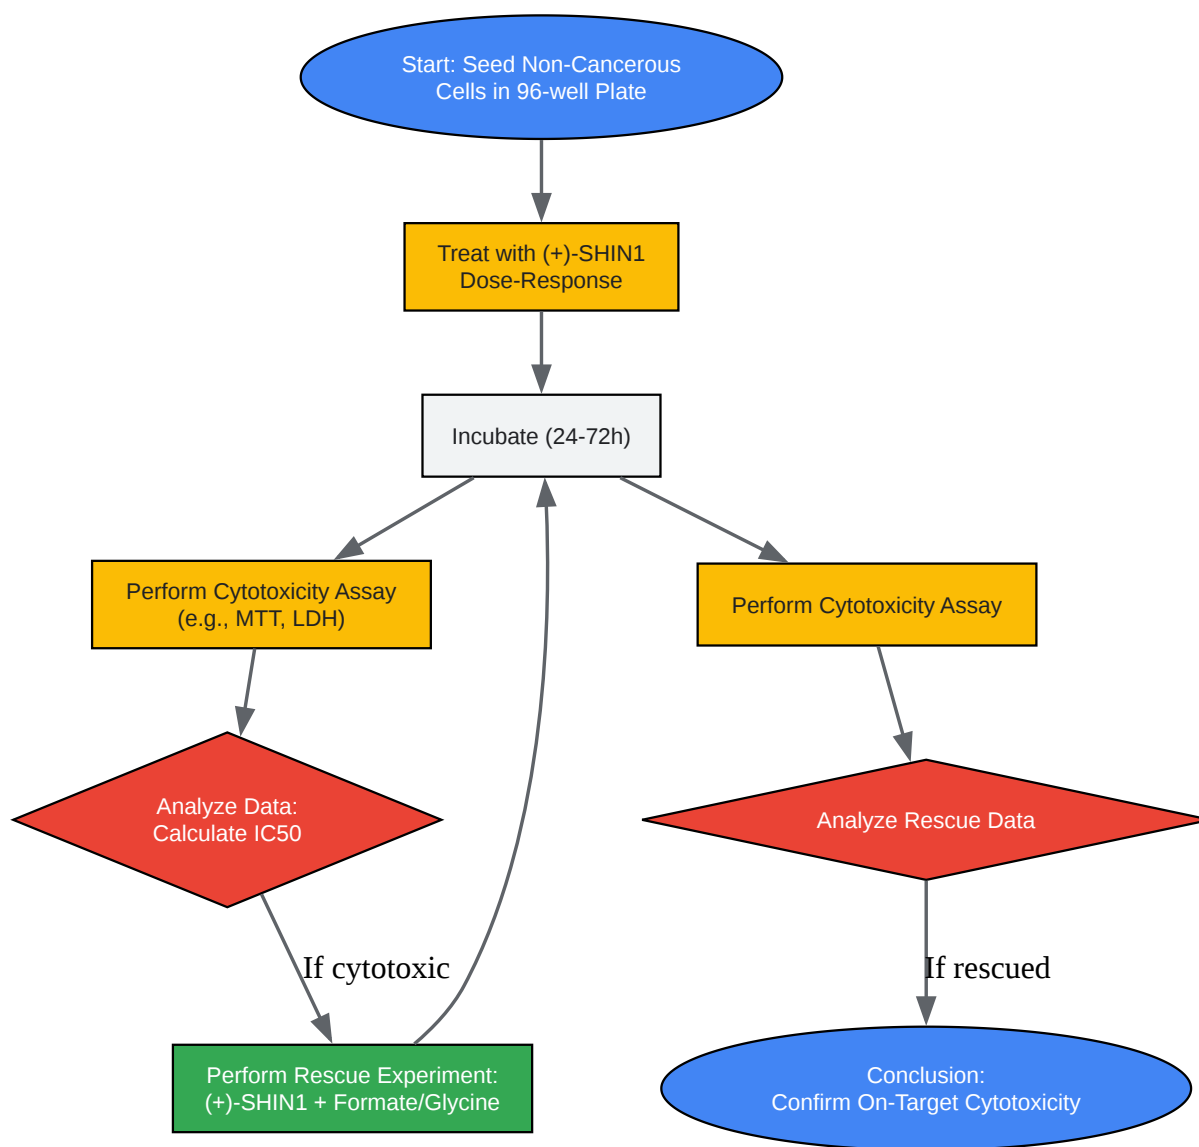 Start: Seed Non-Cancerous
Cells in 96-well Plate
Treat with (+)-SHIN1
Dose-Response
Incubate (24-72h)
Perform Cytotoxicity Assay
(e.g., MTT, LDH)
Perform Cytotoxicity Assay
Analyze Data:
Calculate IC50
Analyze Rescue Data
If cytotoxic
If rescued
Perform Rescue Experiment:
(+)-SHIN1 + Formate/Glycine
Conclusion:
Confirm On-Target Cytotoxicity